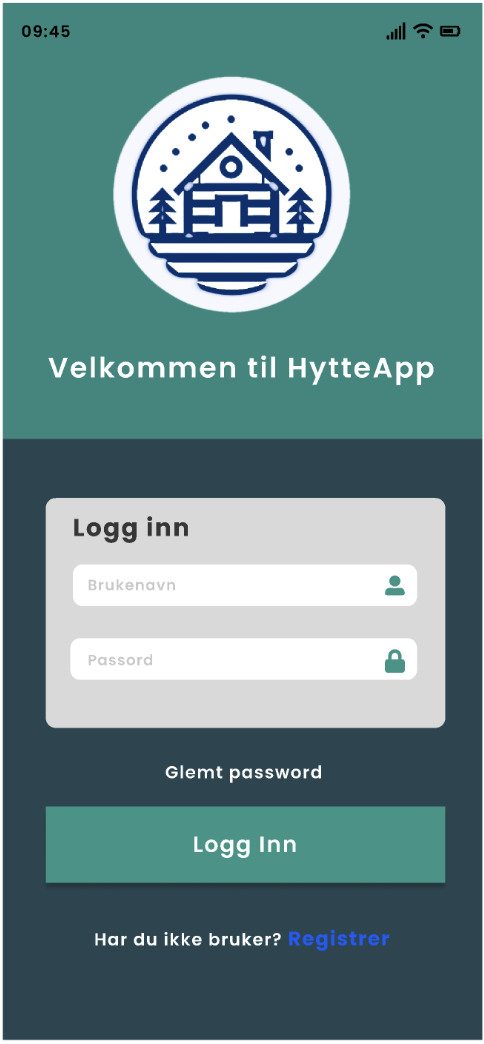 09:45
Velkommen til HytteApp
Logg inn
Brukenavn
Passord
Glemt password
Logg Inn
Har du ikke bruker? Registrer